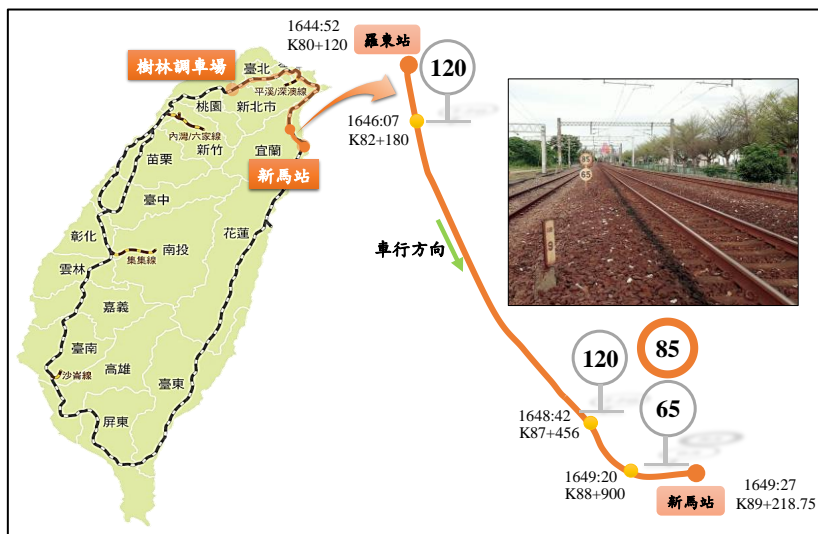 1644:52
K80+120
羅東站
120
樹林調車場
臺北
平溪/深澳線
桃園
新北市
1646:07
K82+180
內灣/六家線
新竹
宜蘭
苗栗
新馬站
臺中
花蓮
彰化
車行方向
南投
雲林
集集線
嘉義
臺南
高雄
臺東
沙崙線
屏東
85
65
9
120
85
65
1648:42
K87+456
1649:20
K88+900
新馬站
1649:27
K89+218.75